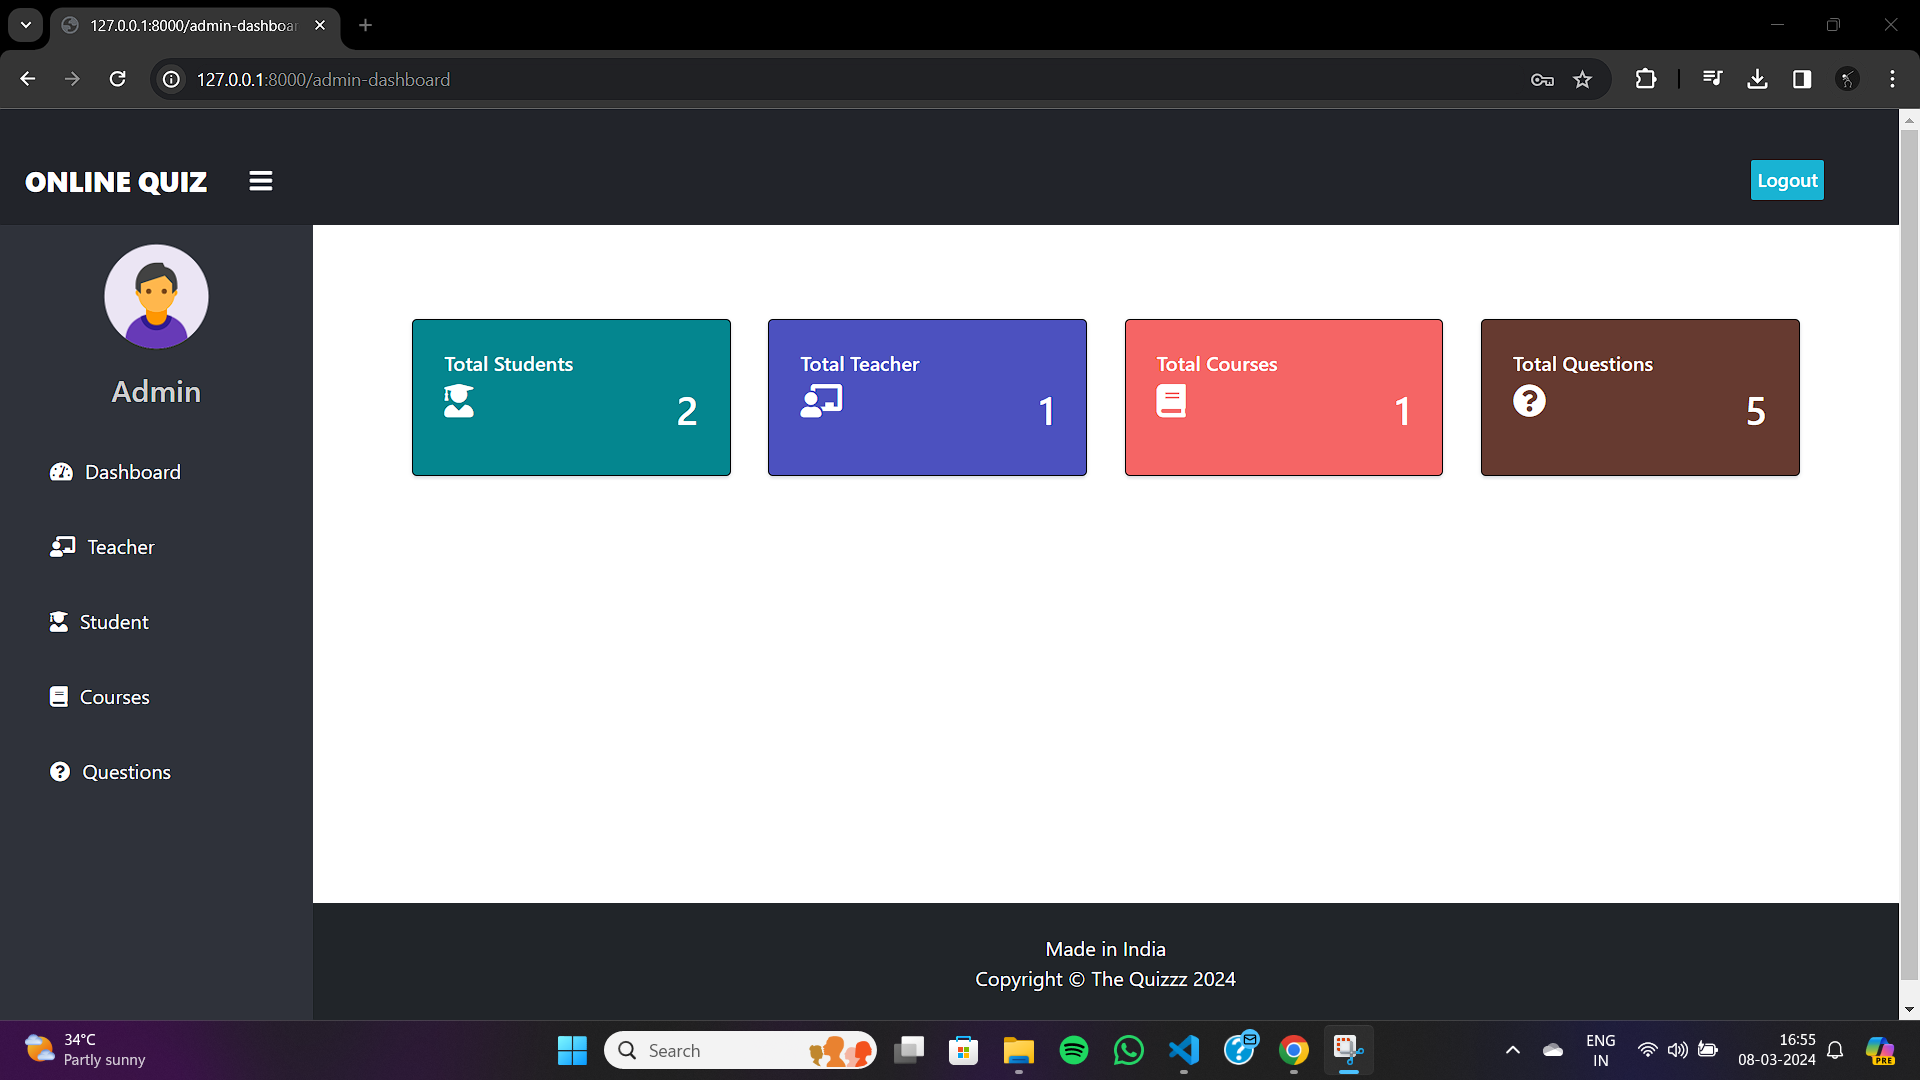 127.0.0.1:8000/admin-dashboar
127.0.0.1:8000/admin-dashboard
ONLINE QUIZ
Logout
Admin
Dashboard
Teacher
Student
Courses
Questions
Total Students
2
Total Teacher
1
Total Courses
1
Total Questions
5
Made in India
Copyright © The Quizzz 2024
34°C
Partly sunny
Search
ENG
IN
16:55
08-03-2024
PRE